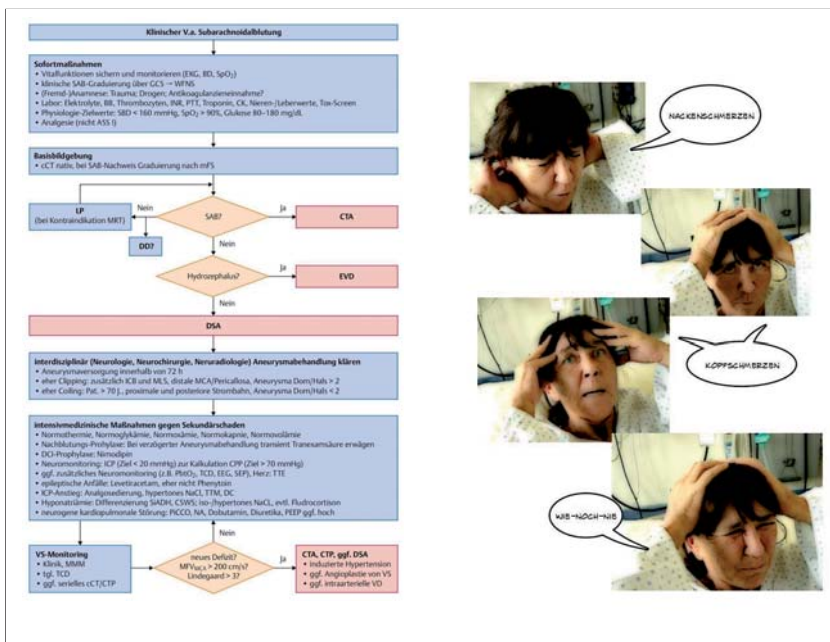 Klinischer V.a. Subarachnoidalblutung
Sofortmaßnahmen
• Vitalfunktionen sichern und monitorieren (EKG, BD, SpO₂)
• klinische SAB-Graduierung über GCS → WFNS
• (Fremd-)Anamnese: Trauma; Drogen; Antikoagulanzieneinnahme?
• Labor: Elektrolyte, BB, Thrombozyten, INR, PTT, Troponin, CK, Nieren-/Leberwerte, Tox-Screen
• Physiologie-Zielwerte: SBD < 160 mmHg, SpO₂ > 90%, Glukose 80–180 mg/dL
• Analgesie (nicht ASS !)
Basisbildgebung
• cCT nativ, bei SAB-Nachweis Graduierung nach mFS
LP
(bei Kontraindikation MRT)
Nein
SAB?
Ja
CTA
DD?
Nein
Hydrozephalus?
Ja
EVD
Nein
DSA
interdisziplinär (Neurologie, Neurochirurgie, Neruradiologie) Aneurysmabehandlung klären
• Aneurysmaversorgung innerhalb von 72 h
• eher Clipping: zusätzlich ICB und MLS, distale MCA/Pericallosa, Aneurysma Dom/Hals > 2
• eher Coiling: Pat. > 70 J., proximale und posteriore Strombahn, Aneurysma Dom/Hals < 2
intensivmedizinische Maßnahmen gegen Sekundärschaden
• Normothermie, Normoglykämie, Normoxämie, Normokapnie, Normovolämie
• Nachblutungs-Prohylaxe: Bei verzögerter Aneurysmabehandlung transient Tranexamsäure erwägen
• DCI-Prophylaxe: Nimodipin
• Neuromonitoring: ICP (Ziel < 20 mmHg) zur Kalkulation CPP (Ziel > 70 mmHg)
• ggf. zusätzliches Neuromonitoring (z.B. PbtO₂, TCD, EEG, SEP), Herz: TTE
• epileptische Anfälle: Levetiracetam, eher nicht Phenytoin
• ICP-Anstieg: Analgosedierung, hypertones NaCl, TTM, DC
• Hyponatriämie: Differenzierung SIADH, CSWS; iso-/hypertones NaCL, evtl. Fludrocortison
• neurogene kardiopulmonale Störung: PiCCO, NA, Dobutamin, Diuretika, PEEP ggf. hoch
Nein
VS-Monitoring
• Klinik, MMM
• tgl. TCD
• ggf. serielles cCT/CTP
neues Defizit?
MFVMCA > 200 cm/s?
Lindegaard > 3?
Ja
CTA, CTP, ggf. DSA
• induzierte Hypertension
• ggf. Angioplastie von VS
• ggf. intraarterielle VD
NACKENSCHMERZEN
KOPFSCHMERZEN
WIE-NOCH-NIE